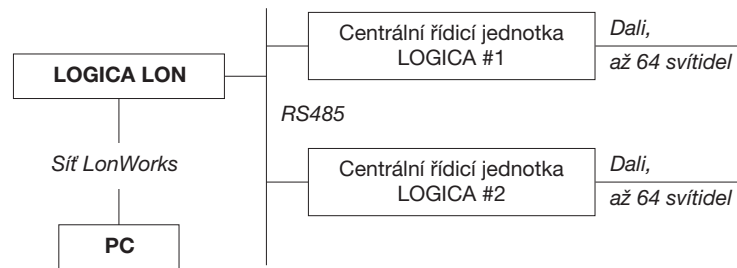 LOGICA LON
Síť LonWorks
PC
RS485
Centrální řídicí jednotka
LOGICA #1
Dali,
až 64 svítidel
Centrální řídicí jednotka
LOGICA #2
Dali,
až 64 svítidel